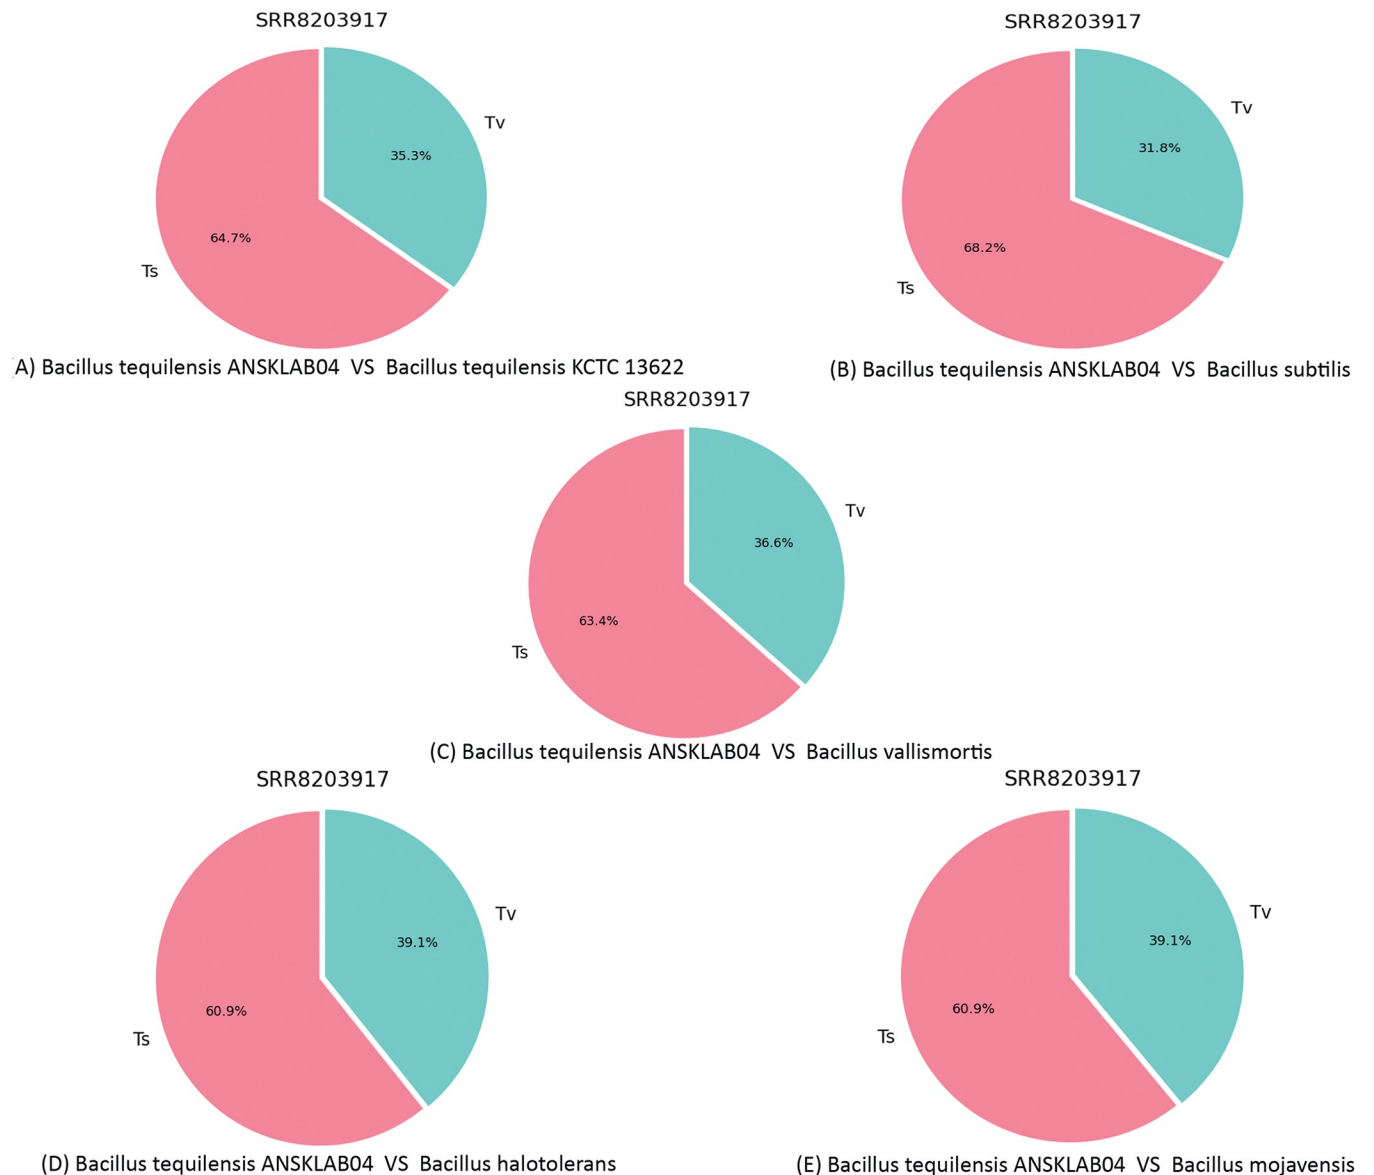 SRR8203917
Tv
35.3%
64.7%
Ts
A) Bacillus tequilensis ANSKLAB04 VS Bacillus tequilensis KCTC 13622
SRR8203917
Tv
31.8%
68.2%
Ts
(B) Bacillus tequilensis ANSKLAB04 VS Bacillus subtilis
SRR8203917
Tv
36.6%
63.4%
Ts
(C) Bacillus tequilensis ANSKLAB04 VS Bacillus vallismortis
SRR8203917
Tv
39.1%
60.9%
Ts
(D) Bacillus tequilensis ANSKLAB04 VS Bacillus halotolerans
SRR8203917
Tv
39.1%
60.9%
Ts
(E) Bacillus tequilensis ANSKLAB04 VS Bacillus mojavensis